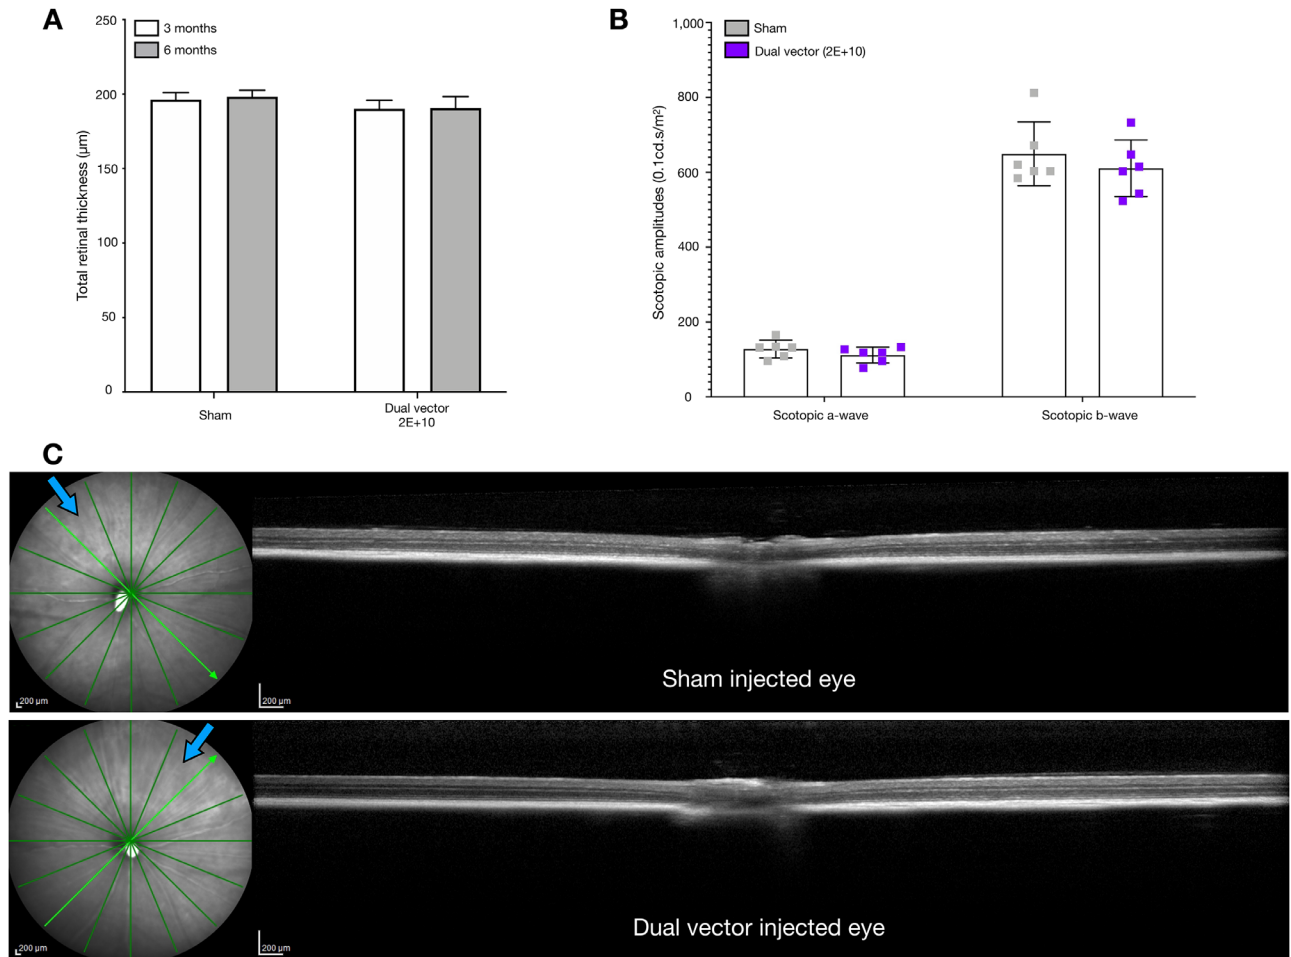 A
250
200
150
100
50
0
Total retinal thickness (µm)
3 months
6 months
Sham
Dual vector
2E+10
B
1,000
800
600
400
200
0
Scotopic amplitudes (0.1cd.s/m²)
Sham
Dual vector (2E+10)
Scotopic a-wave
Scotopic b-wave
C
200 µm
200 µm
Sham injected eye
200 µm
200 µm
Dual vector injected eye